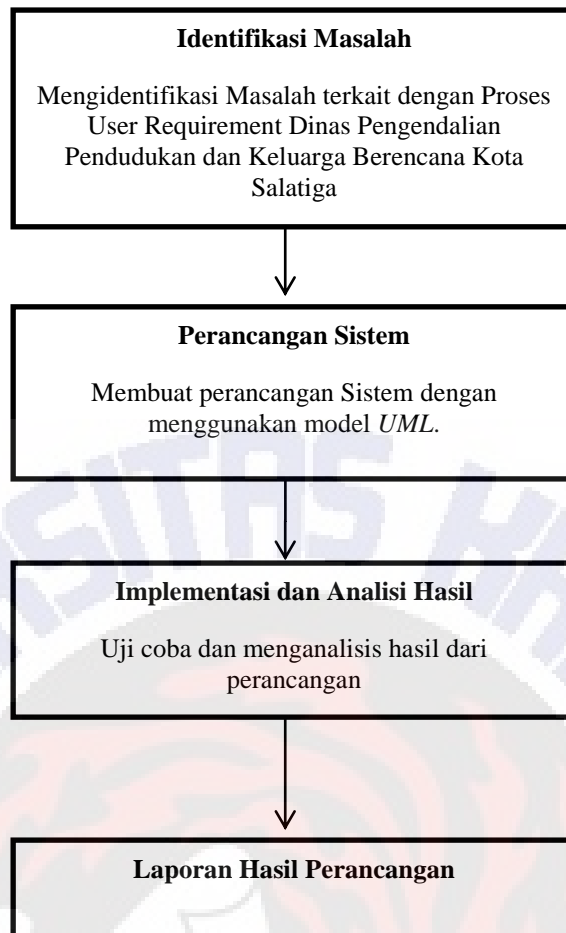 Identifikasi Masalah
Mengidentifikasi Masalah terkait dengan Proses
User Requirement Dinas Pengendalian
Pendudukan dan Keluarga Berencana Kota
Salatiga
Perancangan Sistem
Membuat perancangan Sistem dengan
menggunakan model UML.
Implementasi dan Analisi Hasil
Uji coba dan menganalisis hasil dari
perancangan
Laporan Hasil Perancangan